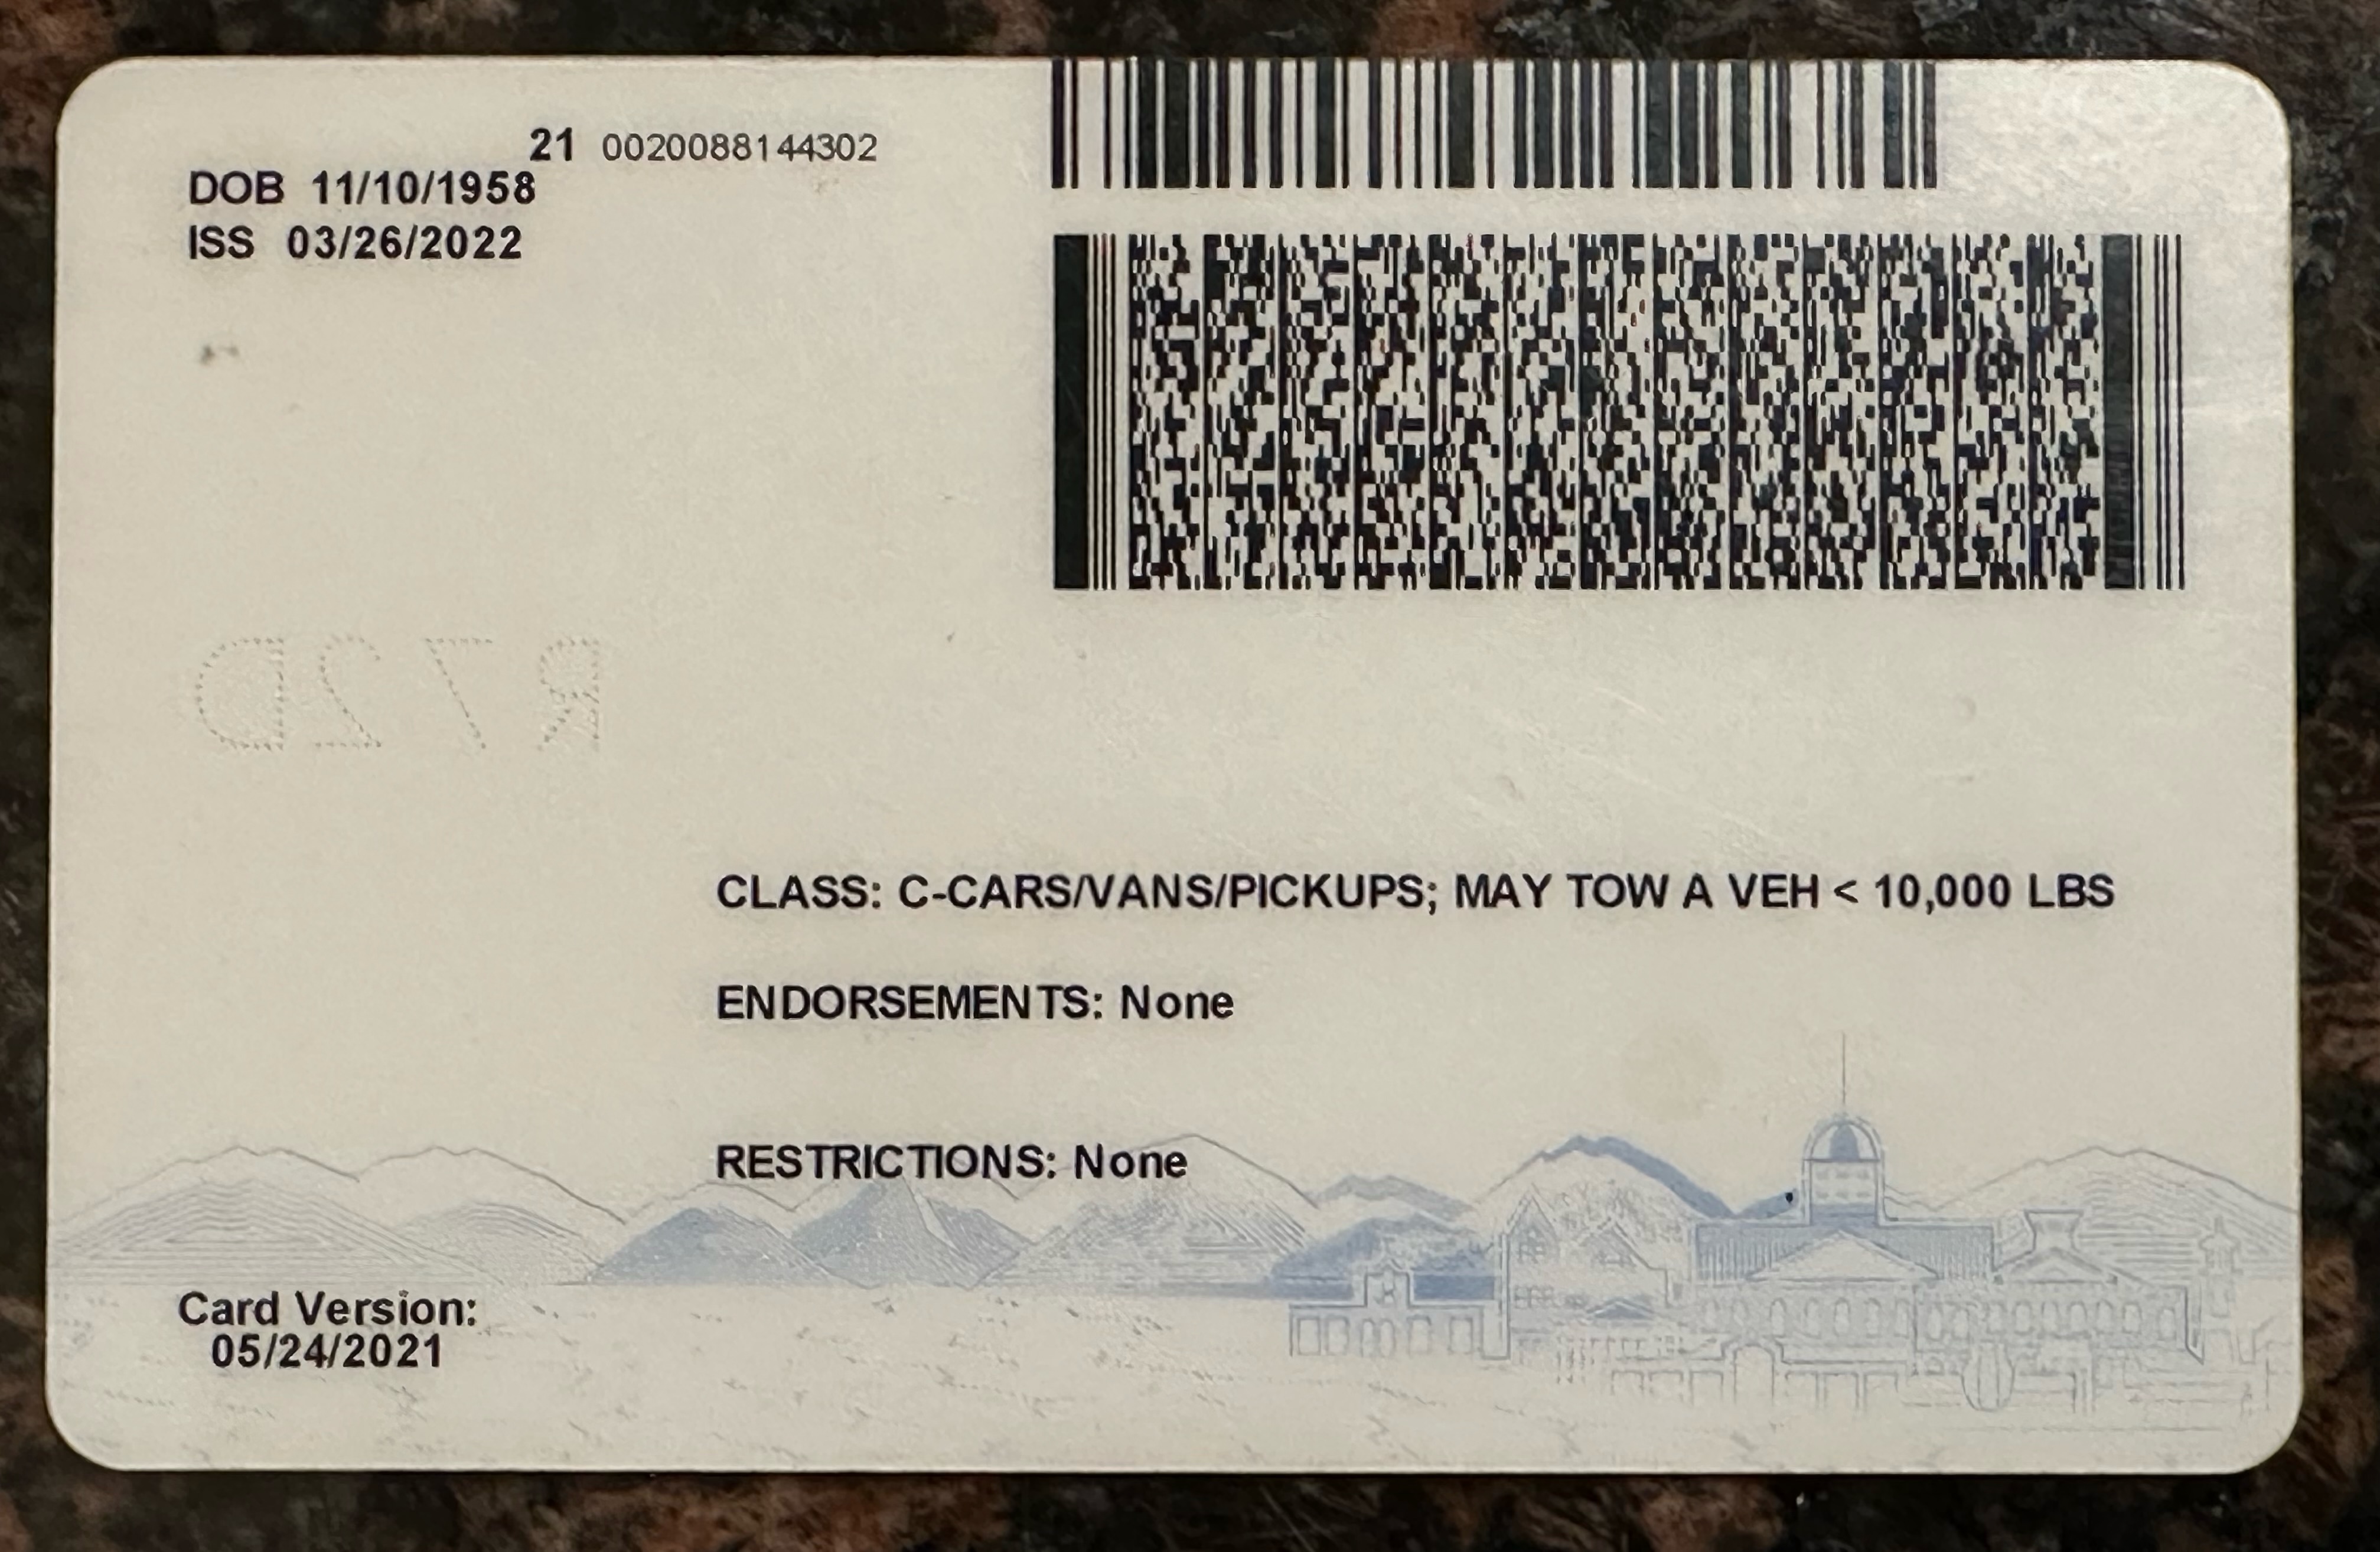 21 0020088144302
DOB 11/10/1958
ISS 03/26/2022
R72D
CLASS: C-CARS/VANS/PICKUPS; MAY TOW A VEH < 10,000 LBS
ENDORSEMENTS: None
RESTRICTIONS: None
Card Version:
05/24/2021